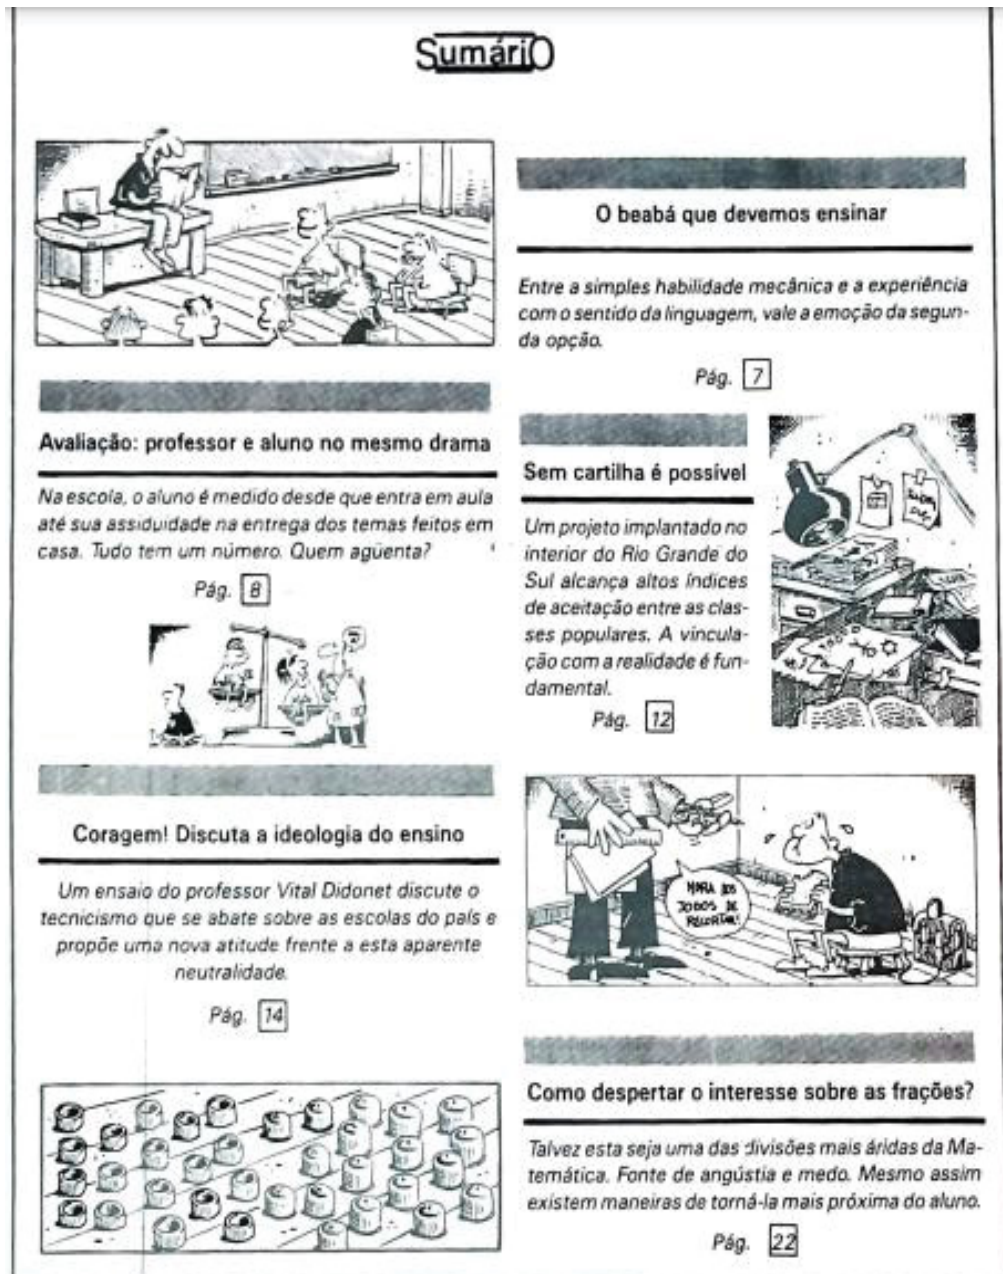 Sumário
Avaliação: professor e aluno no mesmo drama
Na escola, o aluno é medido desde que entra em aula
até sua assiduidade na entrega dos temas feitos em
casa. Tudo tem um número. Quem agüenta?
Pág. 8
Coragem! Discuta a ideologia do ensino
Um ensaio do professor Vital Didonet discute o
tecnicismo que se abate sobre as escolas do país e
propõe uma nova atitude frente a esta aparente
neutralidade.
Pág. 14
O beabá que devemos ensinar
Entre a simples habilidade mecânica e a experiência
com o sentido da linguagem, vale a emoção da segun-
da opção.
Pág. 7
Sem cartilha é possível
Um projeto implantado no
interior do Rio Grande do
Sul alcança altos índices
de aceitação entre as clas-
ses populares. A vincula-
ção com a realidade é fun-
damental.
Pág. 12
HORA DOS
JOGOS DE
RECORTAR!
Como despertar o interesse sobre as frações?
Talvez esta seja uma das divisões mais áridas da Ma-
temática. Fonte de angústia e medo. Mesmo assim
existem maneiras de torná-la mais próxima do aluno.
Pág. 22